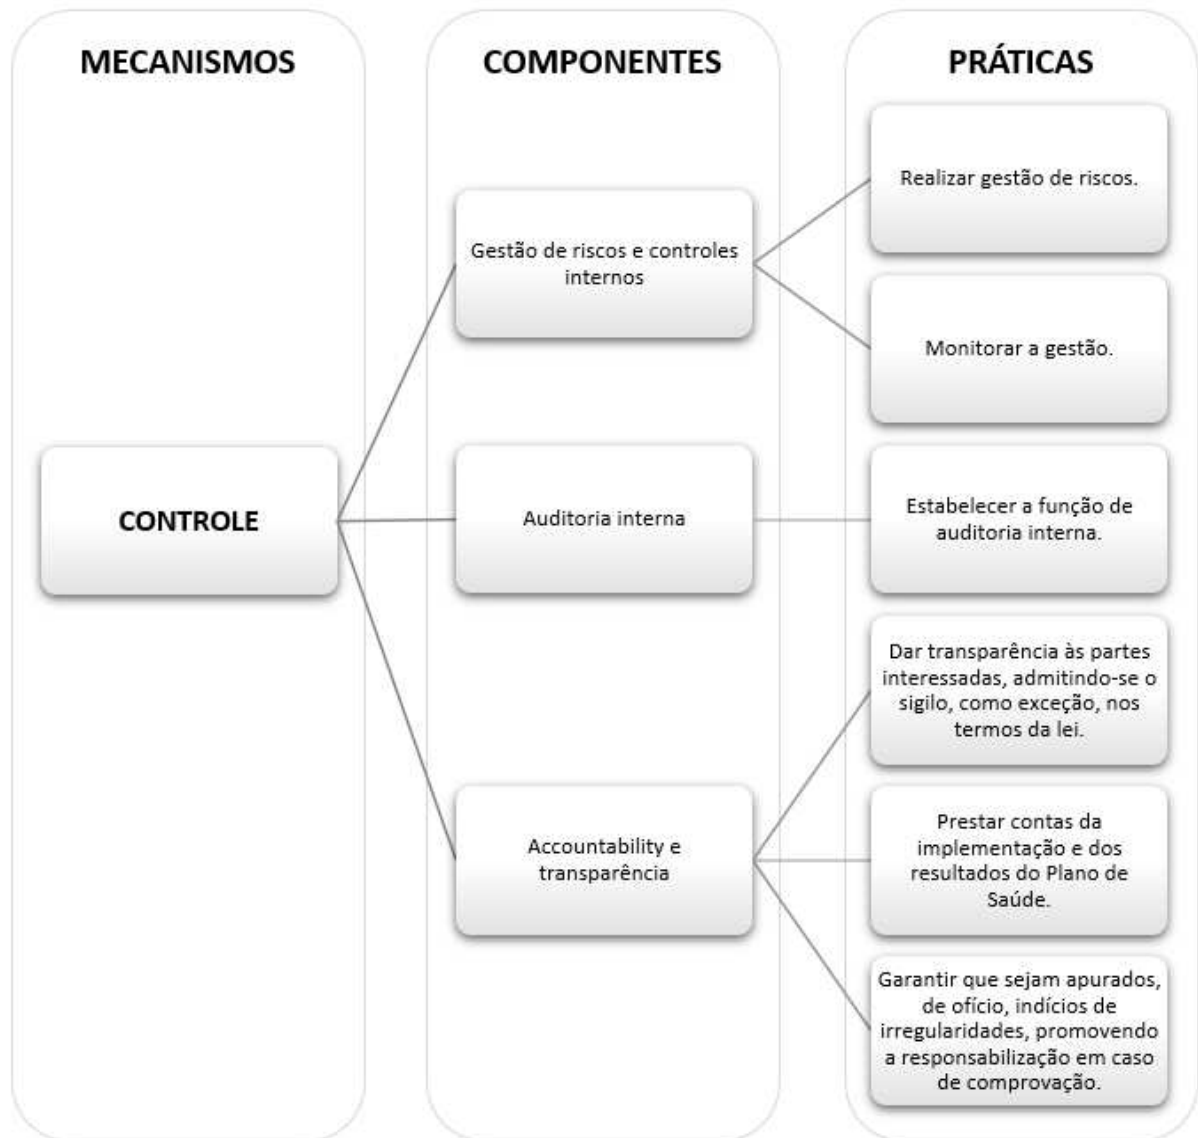 MECANISMOS
COMPONENTES
PRÁTICAS
CONTROLE
Gestão de riscos e controles
internos
Realizar gestão de riscos.
Monitorar a gestão.
Auditoria interna
Estabelecer a função de
auditoria interna.
Accountability e
transparência
Dar transparência às partes
interessadas, admitindo-se o
sigilo, como exceção, nos
termos da lei.
Prestar contas da
implementação e dos
resultados do Plano de
Saúde.
Garantir que sejam apurados,
de ofício, indícios de
irregularidades, promovendo
a responsabilização em caso
de comprovação.